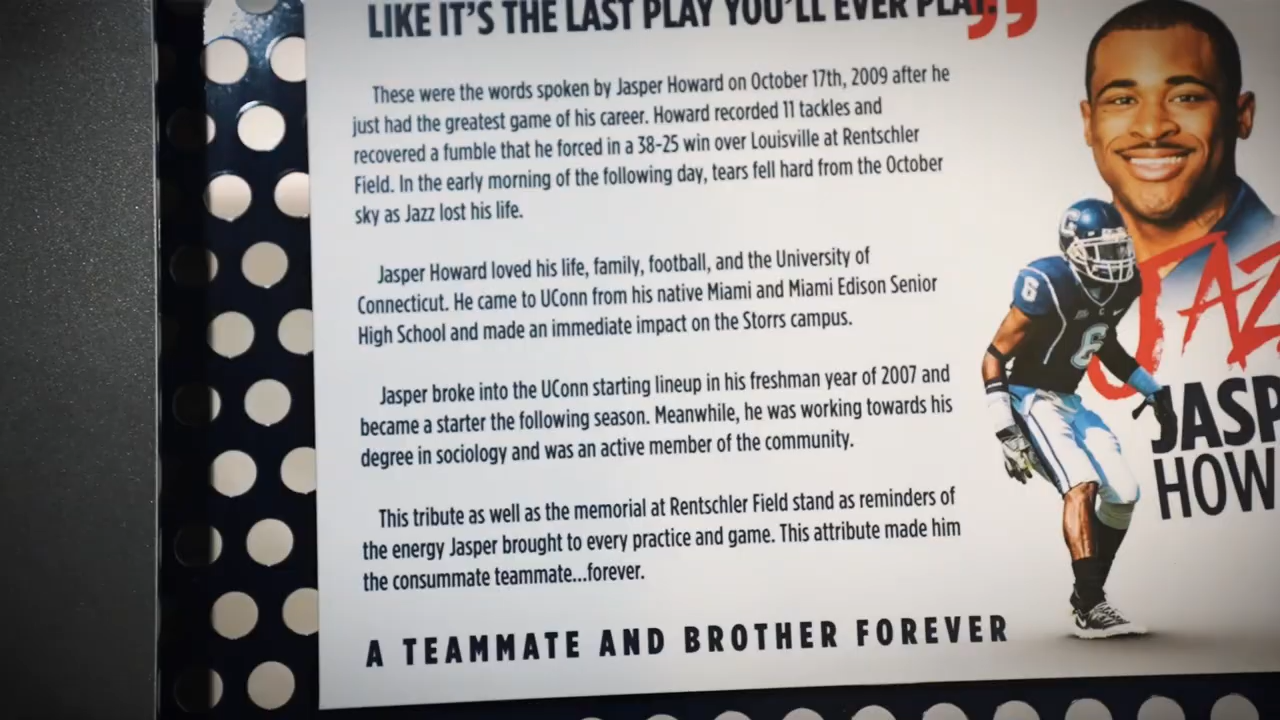 LIKE IT'S THE LAST PLAY YOU'LL EVER PLAY."
These were the words spoken by Jasper Howard on October 17th, 2009 after he
just had the greatest game of his career. Howard recorded 11 tackles and
recovered a fumble that he forced in a 38-25 win over Louisville at Rentschler
Field. In the early morning of the following day, tears fell hard from the October
sky as Jazz lost his life.
Jasper Howard loved his life, family, football, and the University of
Connecticut. He came to UConn from his native Miami and Miami Edison Senior
High School and made an immediate impact on the Storrs campus.
Jasper broke into the UConn starting lineup in his freshman year of 2007 and
became a starter the following season. Meanwhile, he was working towards his
degree in sociology and was an active member of the community.
This tribute as well as the memorial at Rentschler Field stand as reminders of
the energy Jasper brought to every practice and game. This attribute made him
the consummate teammate...forever.
A TEAMMATE AND BROTHER FOREVER
C
6
6
JAZ
JASP
HOW